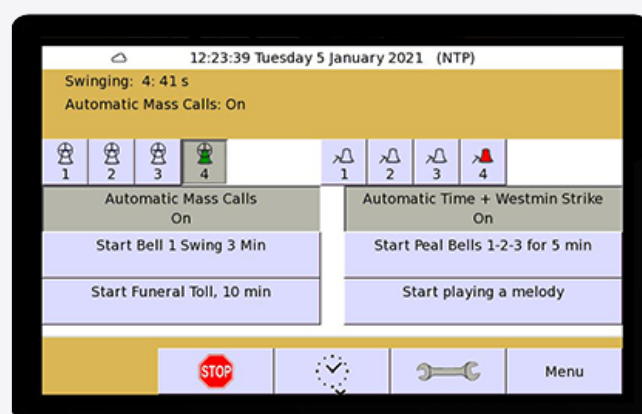 12:23:39 Tuesday 5 January 2021 (NTP)
Swinging: 4: 41 s
Automatic Mass Calls: On
1 2 3 4 1 2 3 4
Automatic Mass Calls
On
Automatic Time + Westmin Strike
On
Start Bell 1 Swing 3 Min
Start Peal Bells 1-2-3 for 5 min
Start Funeral Toll, 10 min
Start playing a melody
STOP
Menu